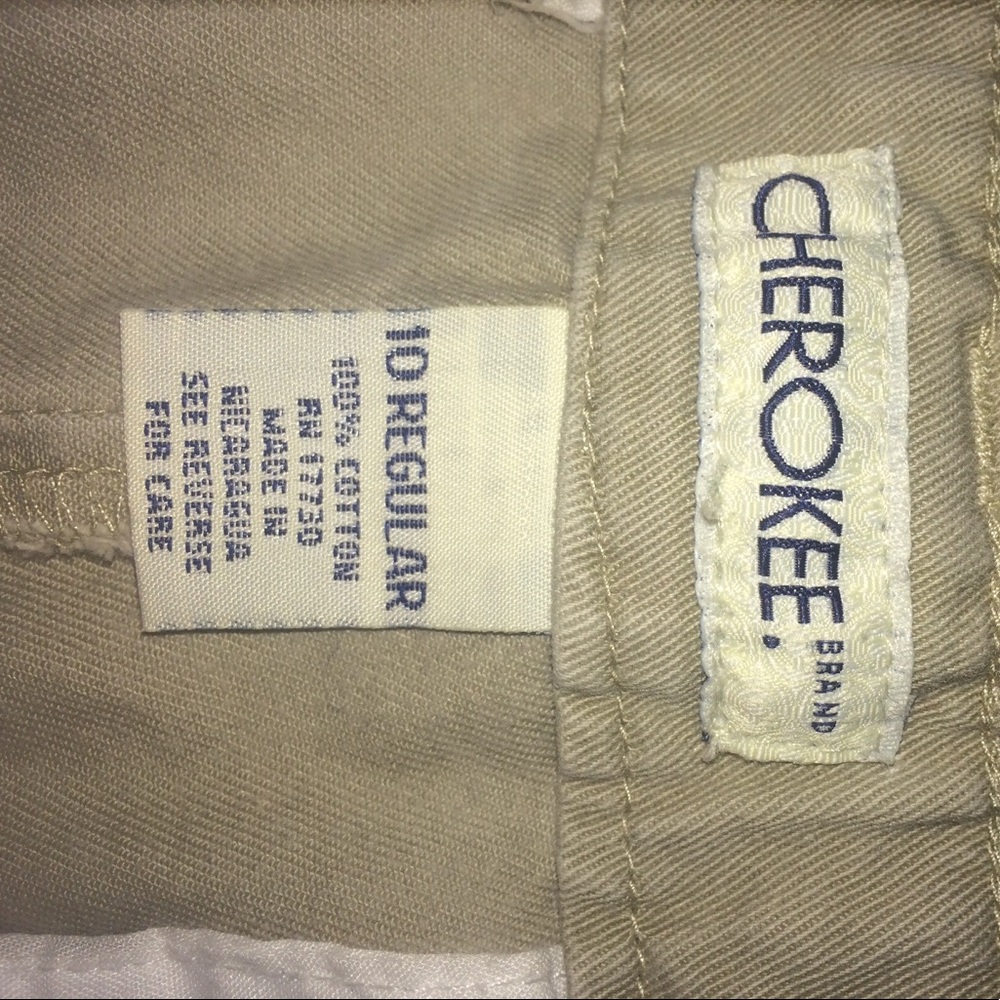 CHEROKEE.
BRAND
10 REGULAR
100% COTTON
RN 17730
MADE IN
NICARAGUA
SEE REVERSE
FOR CARE